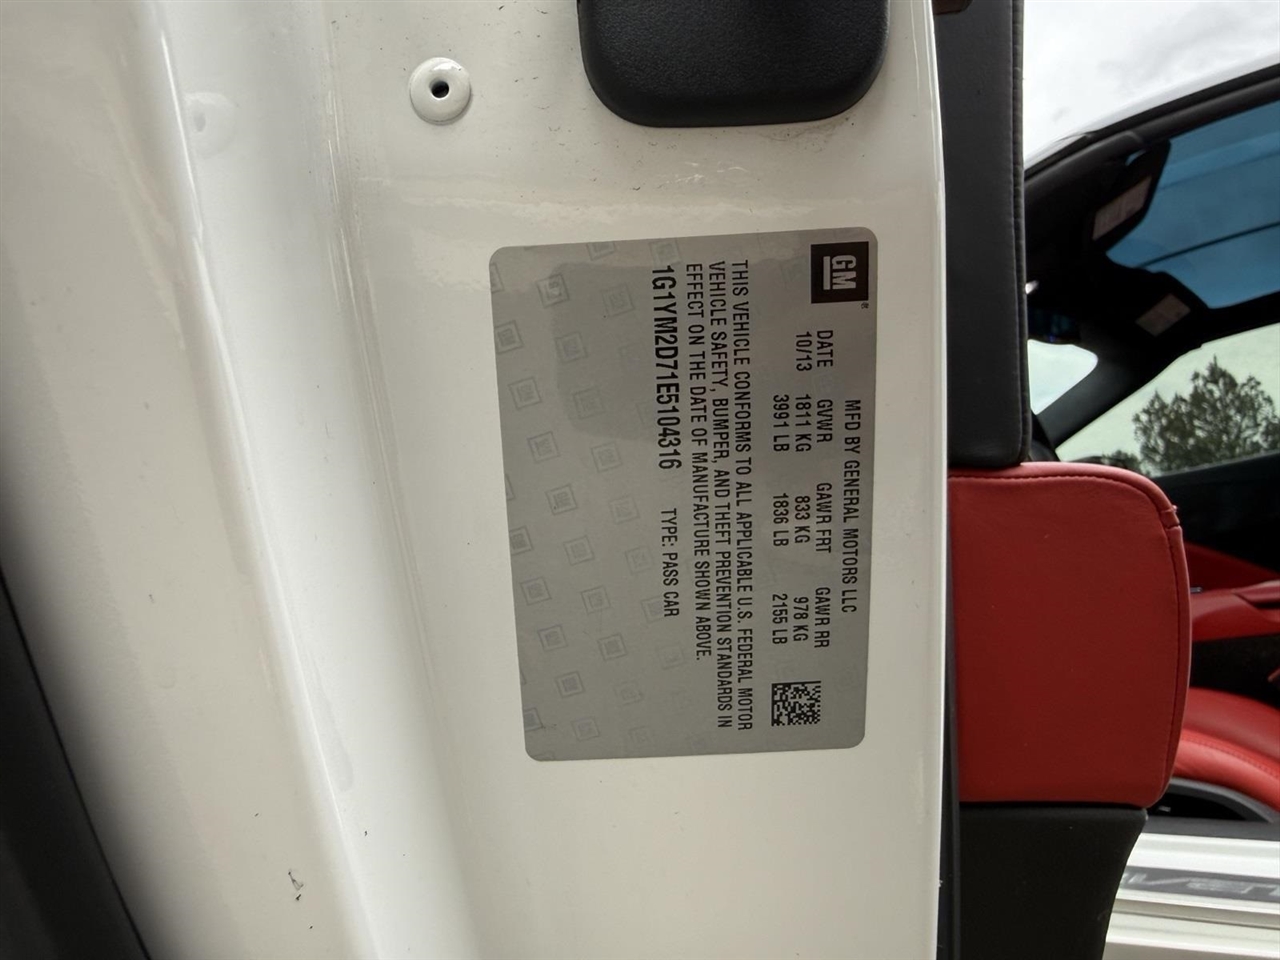 GM®
MFD BY GENERAL MOTORS LLC
DATE GVWR GAWR FRT GAWR RR
10/13 1811 KG 833 KG 978 KG
3991 LB 1836 LB 2155 LB
THIS VEHICLE CONFORMS TO ALL APPLICABLE U.S. FEDERAL MOTOR
VEHICLE SAFETY, BUMPER, AND THEFT PREVENTION STANDARDS IN
EFFECT ON THE DATE OF MANUFACTURE SHOWN ABOVE.
1G1YM2D71E5104316 TYPE: PASS CAR